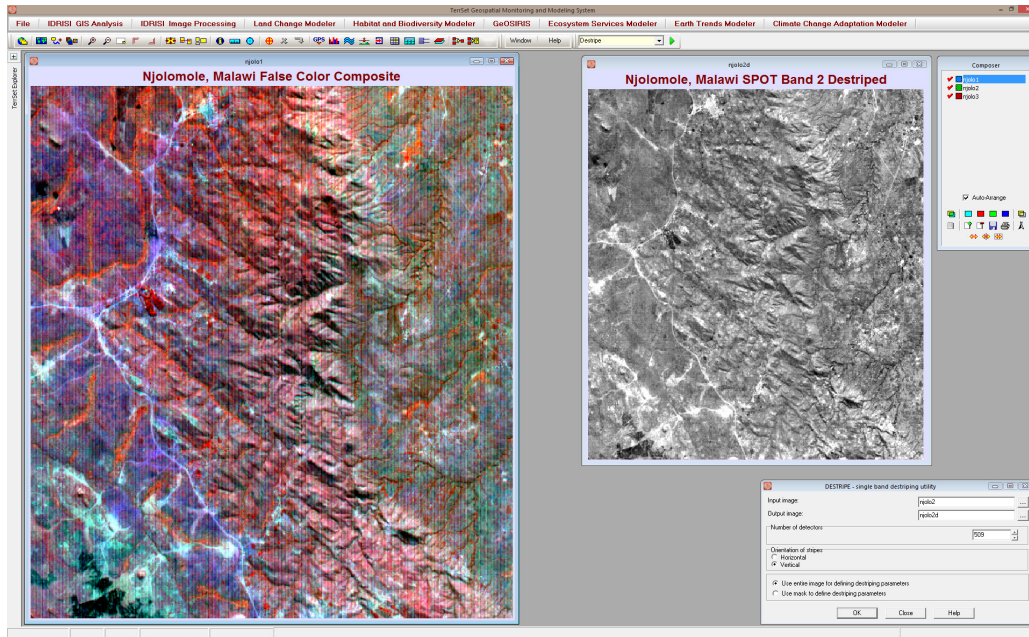 TerrSet Geospatial Monitoring and Modeling System
File IDRISI GIS Analysis IDRISI Image Processing Land Change Modeler Habitat and Biodiversity Modeler GeOSIRIS Ecosystem Services Modeler Earth Trends Modeler Climate Change Adaptation Modeler
GPS Window Help Destripe
TerrSet Explorer
njolo1
Njolomole, Malawi False Color Composite
njolo2d
Njolomole, Malawi SPOT Band 2 Destriped
Composer
njolo1
njolo2
njolo3
Auto-Arrange
DESTRIPE - single band destriping utility
Input image: njolo2 ...
Output image: njolo2d ...
Number of detectors
509
Orientation of stripes
Horizontal
Vertical
Use entire image for defining destriping parameters
Use mask to define destriping parameters
OK Close Help